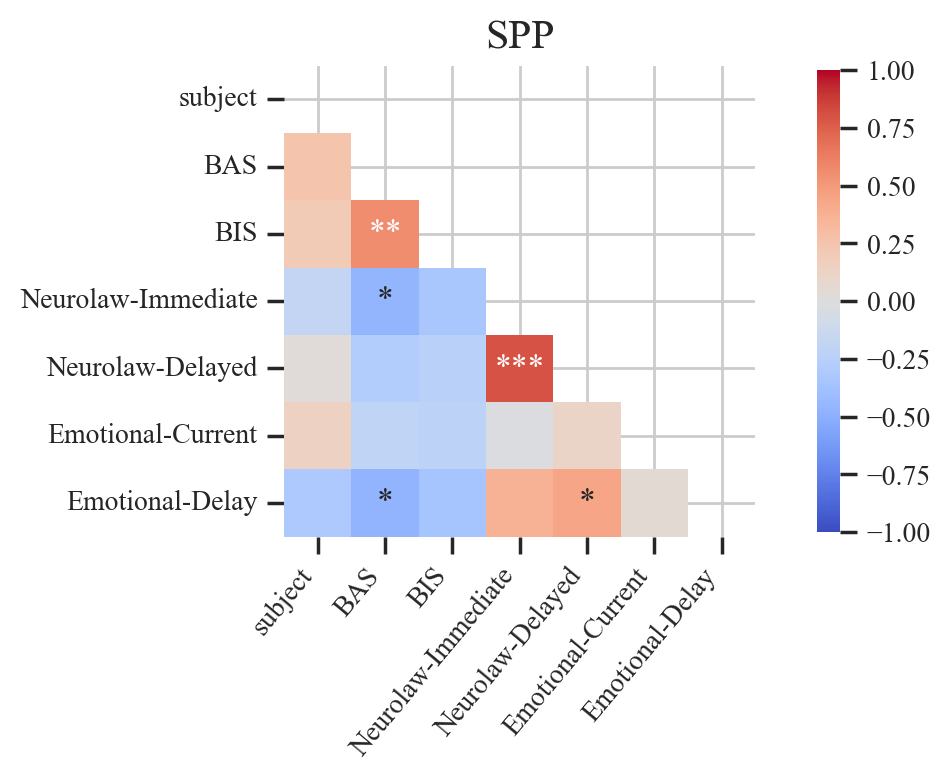 SPP
subject
BAS
BIS
**
Neurolaw-Immediate
*
Neurolaw-Delayed
***
Emotional-Current
Emotional-Delay
*
*
subject
BAS
BIS
Neurolaw-Immediate
Neurolaw-Delayed
Emotional-Current
Emotional-Delay
1.00
0.75
0.50
0.25
0.00
−0.25
−0.50
−0.75
−1.00